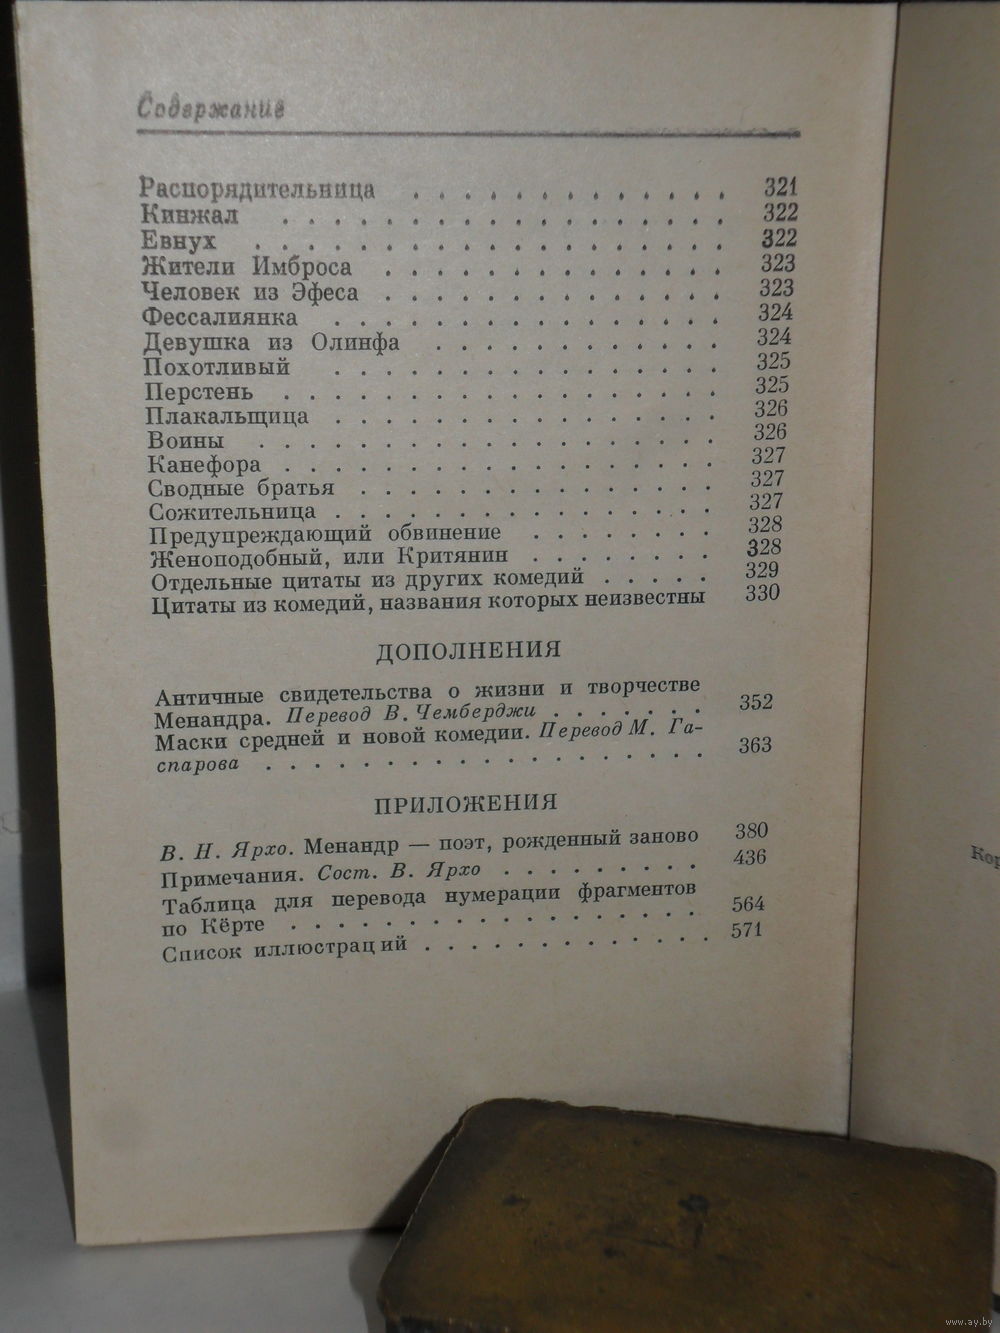 Содержание
Распорядительница . . . . . . . . . . . . . 321
Кинжал . . . . . . . . . . . . . . . . . . 322
Евнух . . . . . . . . . . . . . . . . . . . 322
Жители Имброса . . . . . . . . . . . . . . 323
Человек из Эфеса . . . . . . . . . . . . . . 323
Фессалиянка . . . . . . . . . . . . . . . . 324
Девушка из Олинфа . . . . . . . . . . . . 324
Похотливый . . . . . . . . . . . . . . . . 325
Перстень . . . . . . . . . . . . . . . . . . 325
Плакальщица . . . . . . . . . . . . . . . . 326
Воины . . . . . . . . . . . . . . . . . . . 326
Канефора . . . . . . . . . . . . . . . . . . 327
Сводные братья . . . . . . . . . . . . . . . 327
Сожительница . . . . . . . . . . . . . . . . 327
Предупреждающий обвинение . . . . . . . . 328
Женоподобный, или Критянин . . . . . . . . 328
Отдельные цитаты из других комедий . . . . . 329
Цитаты из комедий, названия которых неизвестны 330
ДОПОЛНЕНИЯ
Античные свидетельства о жизни и творчестве
Менандра. Перевод В. Чемберджи . . . . . . . 352
Маски средней и новой комедии. Перевод М. Га-
спарова . . . . . . . . . . . . . . . . . . 363
ПРИЛОЖЕНИЯ
В. Н. Ярхо. Менандр — поэт, рожденный заново 380
Примечания. Сост. В. Ярхо . . . . . . . . . 436
Таблица для перевода нумерации фрагментов
по Кёрте . . . . . . . . . . . . . . . . . 564
Список иллюстраций . . . . . . . . . . . . 571
Кор
www.ay.by